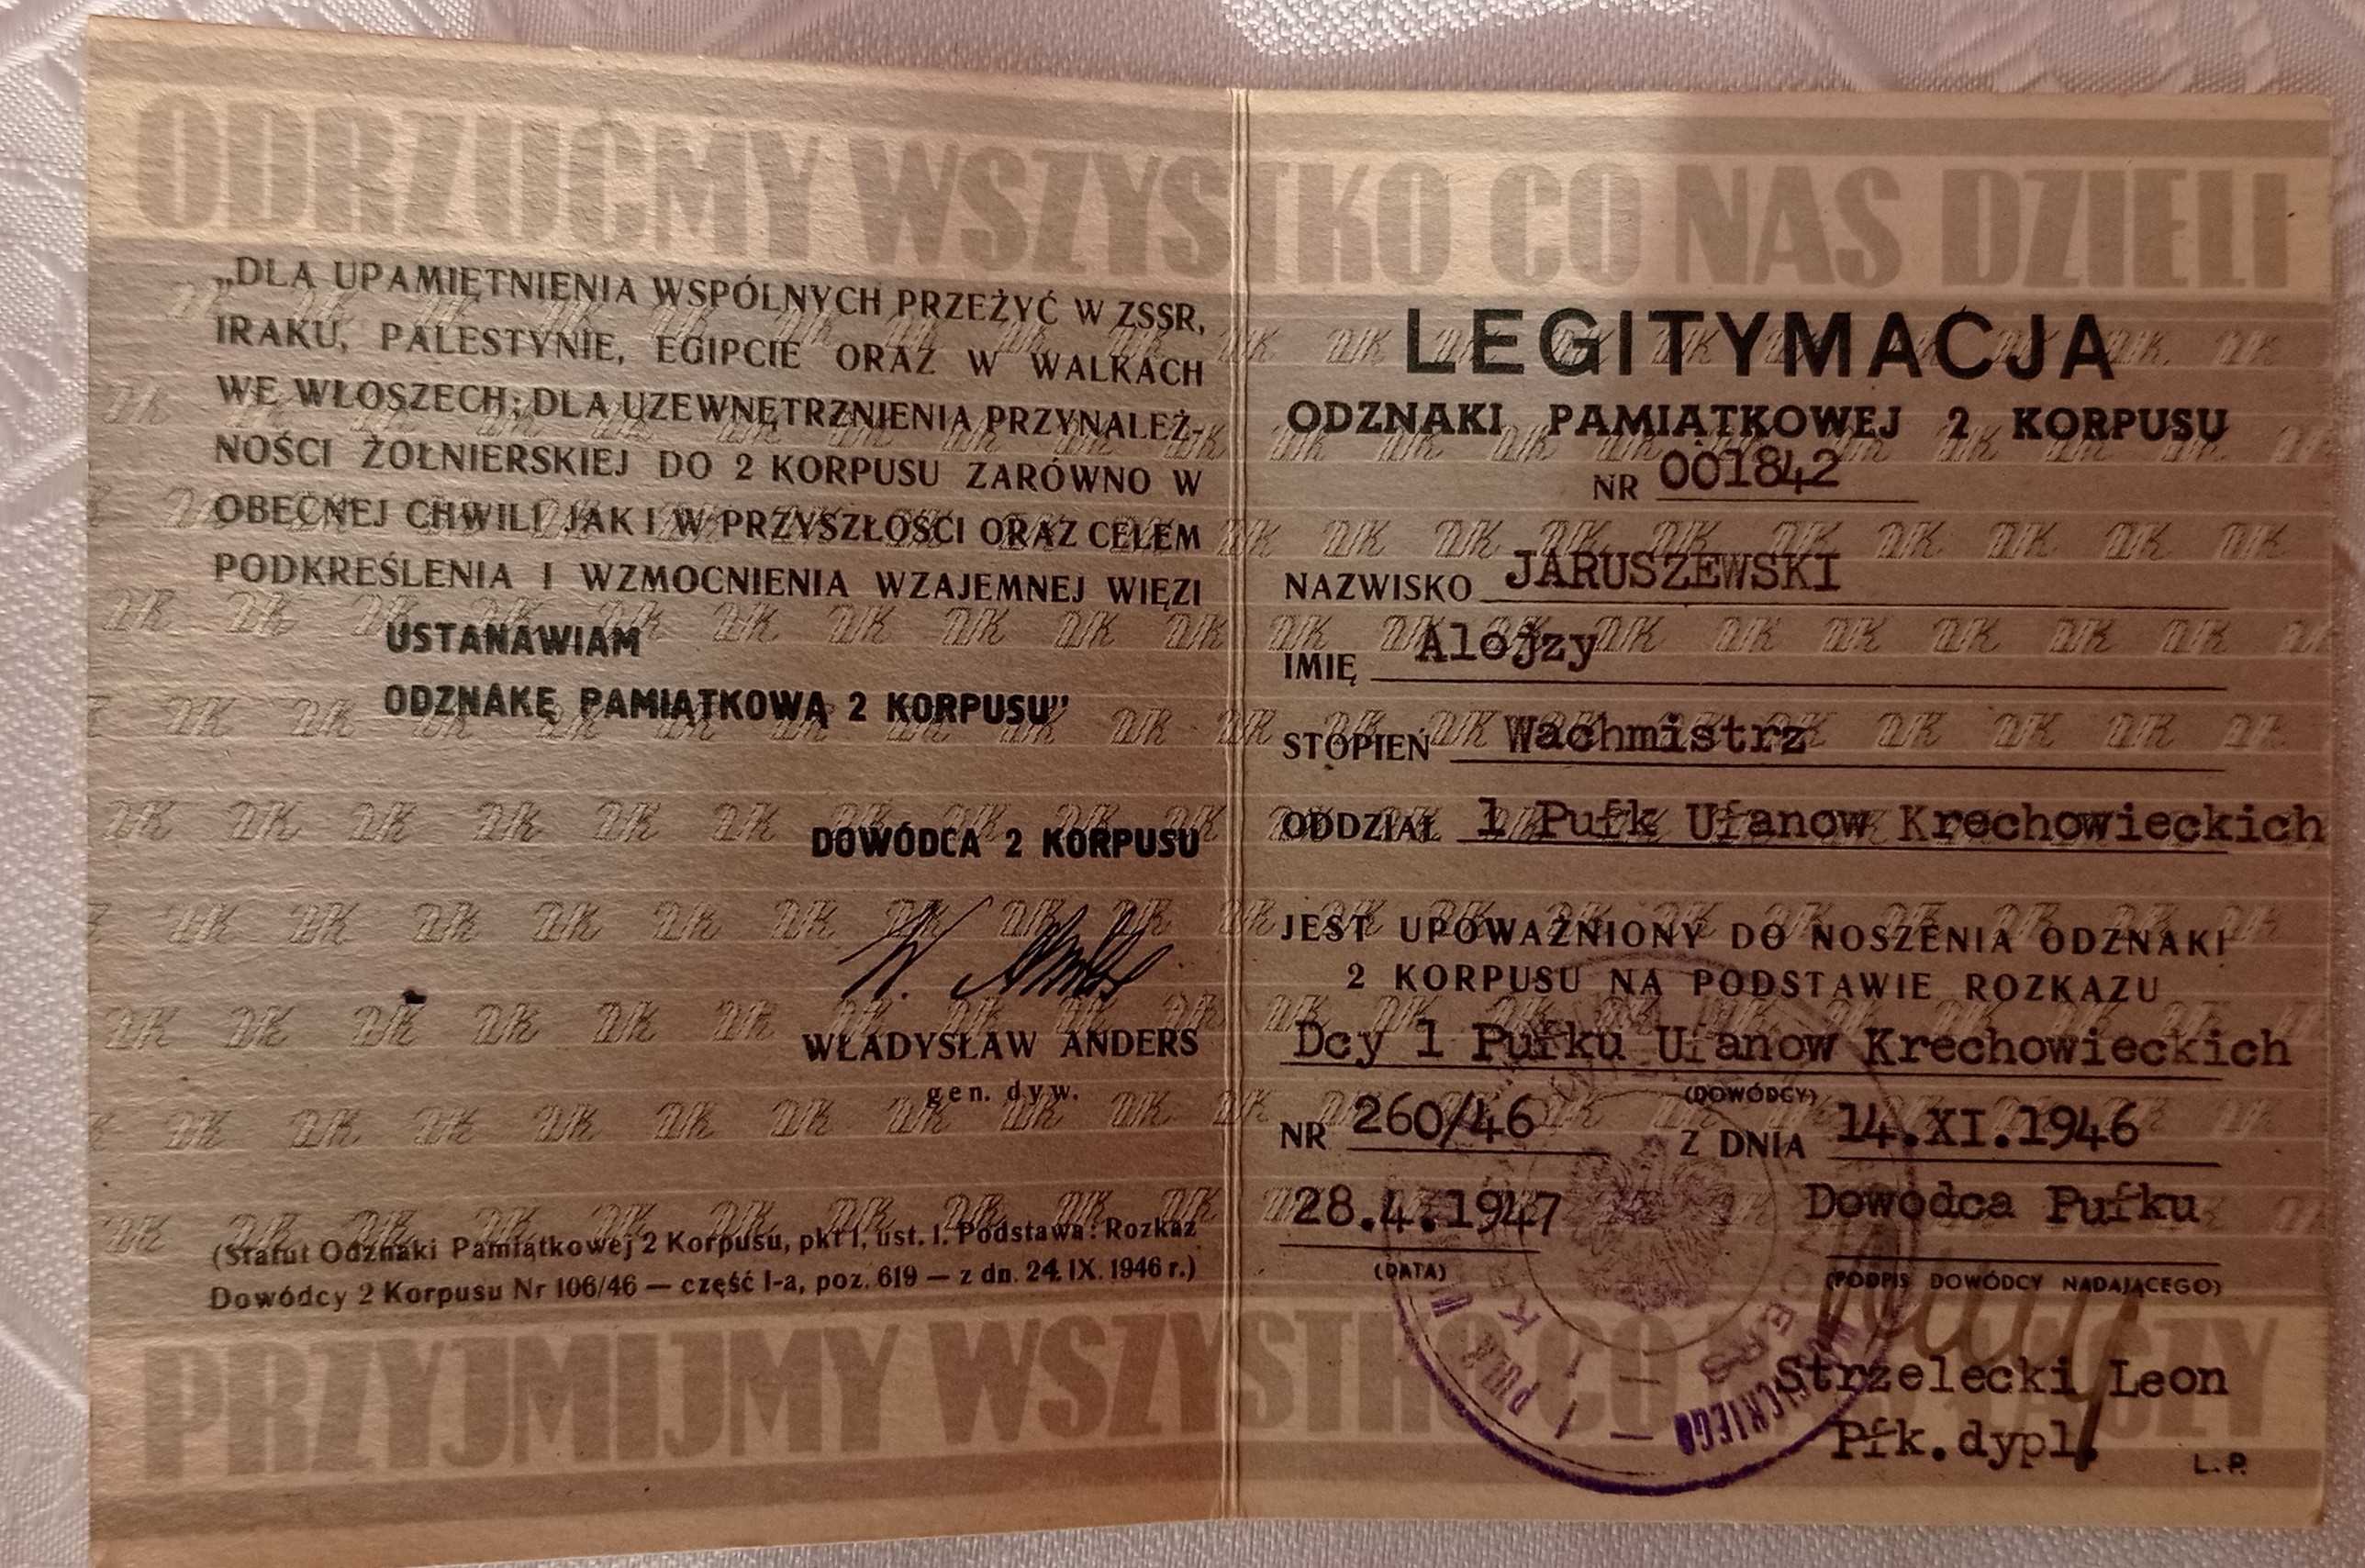 ODRZUĆMY WSZYSTKO CO NAS DZIELI
„DLA UPAMIĘTNIENIA WSPÓLNYCH PRZEŻYĆ W ZSSR,
IRAKU, PALESTYNIE, EGIPCIE ORAZ W WALKACH
WE WŁOSZECH; DLA UZEWNĘTRZNIENIA PRZYNALEŻ-
NOŚCI ŻOŁNIERSKIEJ DO 2 KORPUSU ZARÓWNO W
OBECNEJ CHWILI JAK I W PRZYSZŁOŚCI ORAZ CELEM
PODKREŚLENIA I WZMOCNIENIA WZAJEMNEJ WIĘZI
USTANAWIAM
ODZNAKĘ PAMIĄTKOWĄ 2 KORPUSU"
DOWÓDCA 2 KORPUSU
W. Anders
WŁADYSŁAW ANDERS
gen. dyw.
(Statut Odznaki Pamiątkowej 2 Korpusu, pkt 1, ust. 1. Podstawa: Rozkaz
Dowódcy 2 Korpusu Nr 106/46 — część I-a, poz. 619 — z dn. 24. IX. 1946 r.)
LEGITYMACJA
ODZNAKI PAMIĄTKOWEJ 2 KORPUSU
NR 001842
NAZWISKO JARUSZEWSKI
IMIĘ Alojzy
STOPIEŃ Wachmistrz
ODDZIAŁ 1 Pułk Ułanow Krechowieckich
JEST UPOWAŻNIONY DO NOSZENIA ODZNAKI
2 KORPUSU NA PODSTAWIE ROZKAZU
Dcy 1 Pułku Ułanow Krechowieckich
(DOWÓDCY)
NR 260/46 Z DNIA 14.XI.1946
28.4.1947 Dowodca Pułku
(DATA) (PODPIS DOWÓDCY NADAJĄCEGO)
Strzelecki Leon
Płk.dypl.
L. P.
PRZYJMIJMY WSZYSTKO CO NAS ŁĄCZY